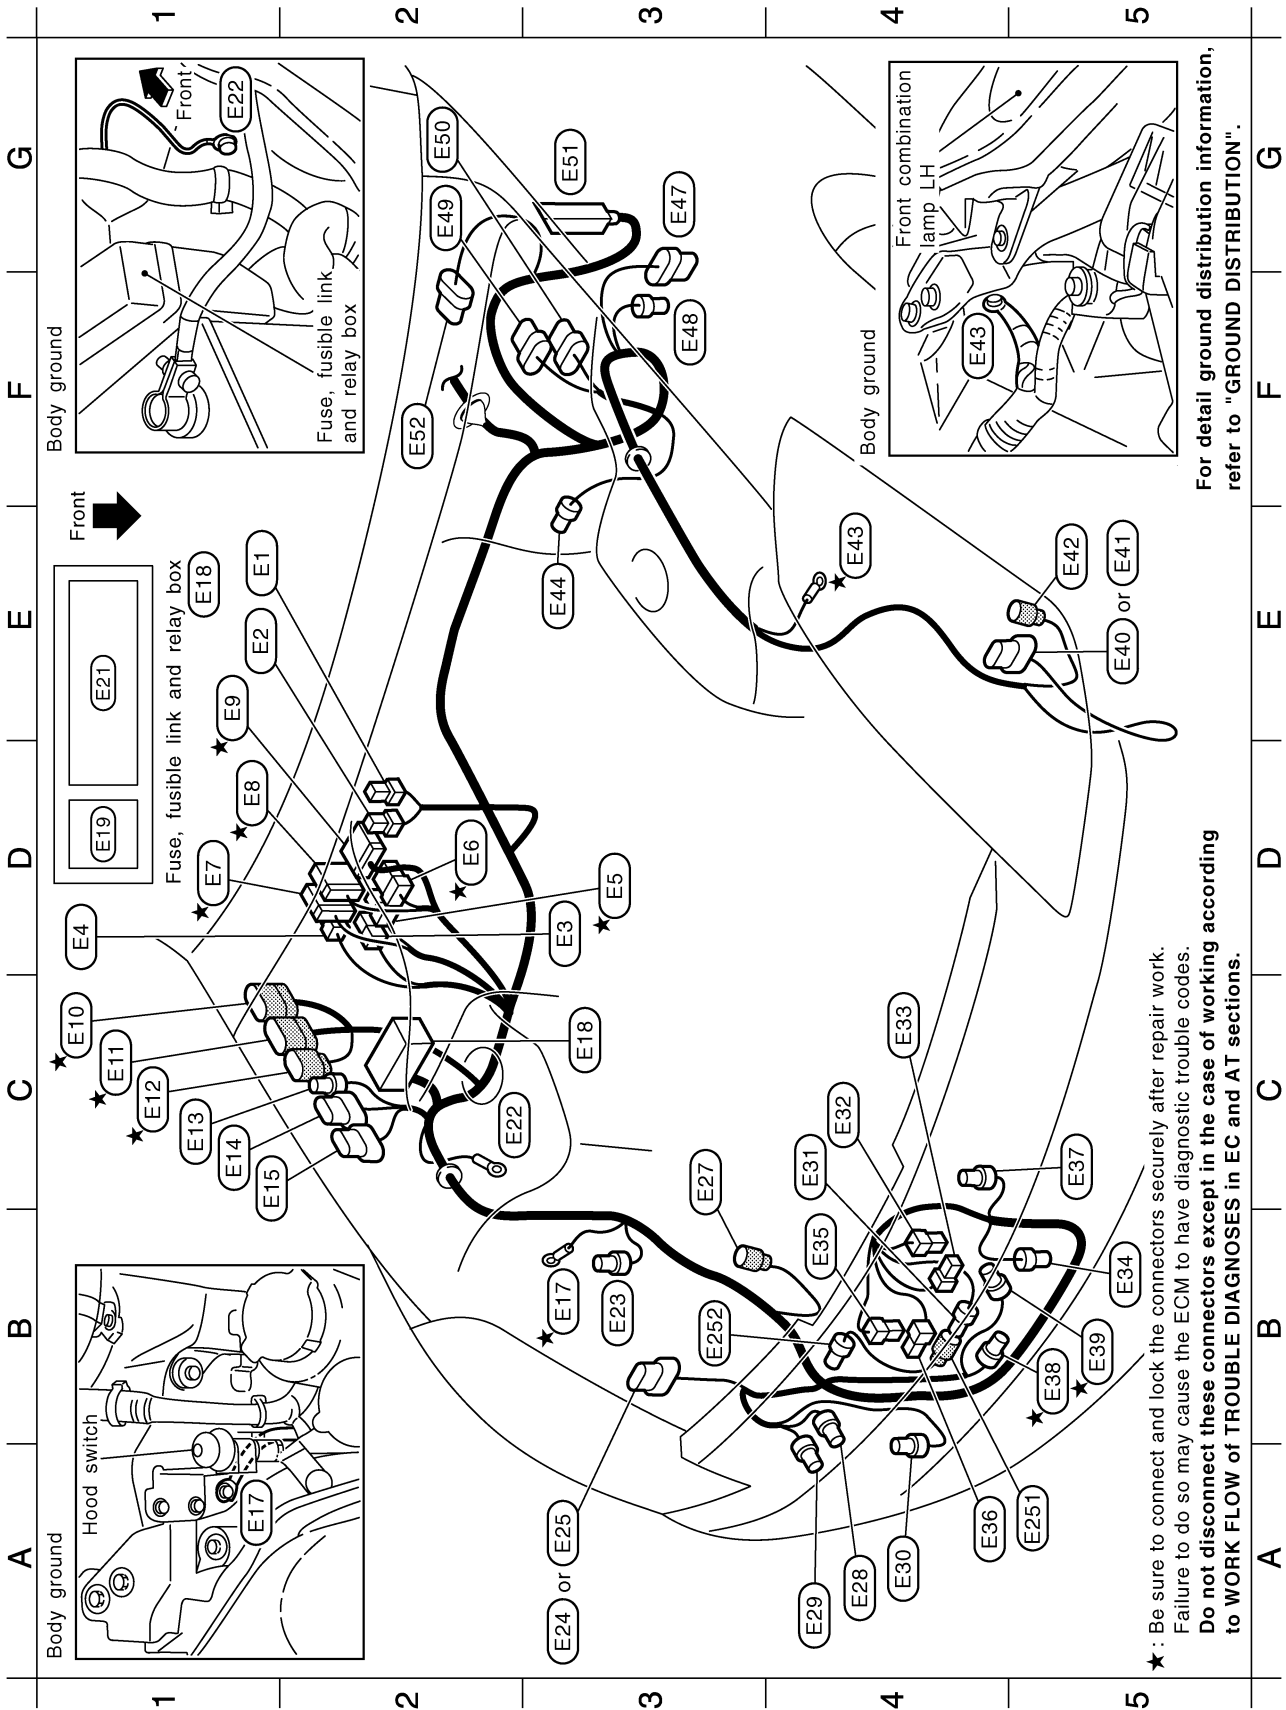 A
B
C
D
E
F
G
1
2
3
4
5
Body ground
Hood switch
E17
Front
E19
E21
Fuse, fusible link and relay box
E18
Body ground
Fuse, fusible link
and relay box
Front
E22
E10
E11
E12
E13
E14
E15
E4
E7
E8
E9
E2
E1
E6
E5
E3
E18
E22
E52
E49
E50
E51
E47
E48
E44
E43
E42
E40 or E41
E17
E23
E24 or E25
E252
E27
E35
E31
E32
E33
E37
E34
E39
E38
E29
E28
E30
E36
E251
Body ground
E43
Front combination
lamp LH
★: Be sure to connect and lock the connectors securely after repair work.
Failure to do so may cause the ECM to have diagnostic trouble codes.
Do not disconnect these connectors except in the case of working according
to WORK FLOW of TROUBLE DIAGNOSES in EC and AT sections.
For detail ground distribution information,
refer to "GROUND DISTRIBUTION".
1
2
3
4
5
A
B
C
D
E
F
G